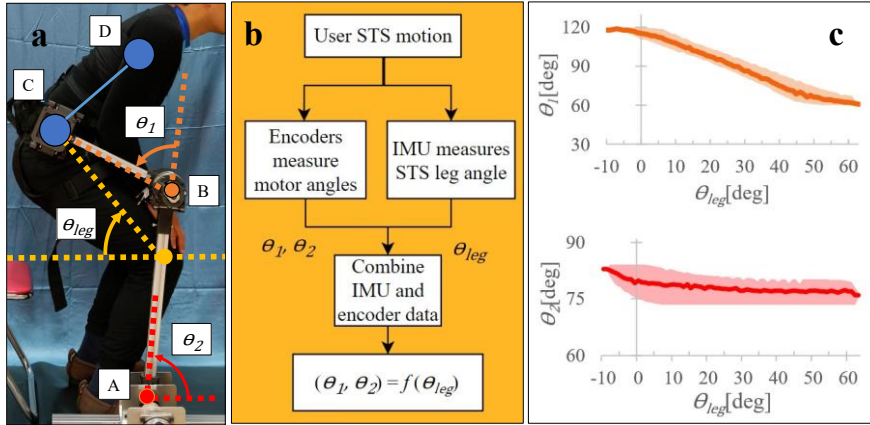 a
D
C
θ1
B
θleg
θ2
A
b
User STS motion
Encoders
measure
motor angles
IMU measures
STS leg angle
θ1, θ2
θleg
Combine
IMU and
encoder data
(θ1, θ2) = f(θleg)
c
θ1[deg]
120
90
60
30
-10 0 10 20 30 40 50 60
θleg[deg]
θ2[deg]
90
75
60
-10 0 10 20 30 40 50 60
θleg[deg]